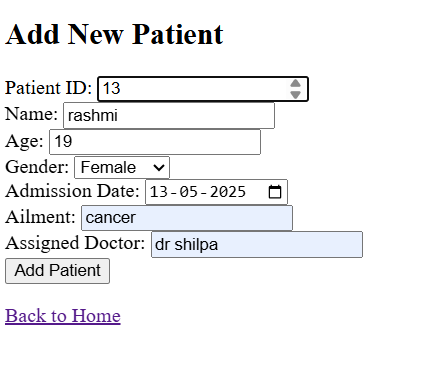 Add New Patient
Patient ID: 13
Name: rashmi
Age: 19
Gender: Female
Admission Date: 13-05-2025
Ailment: cancer
Assigned Doctor: dr shilpa
Add Patient
Back to Home